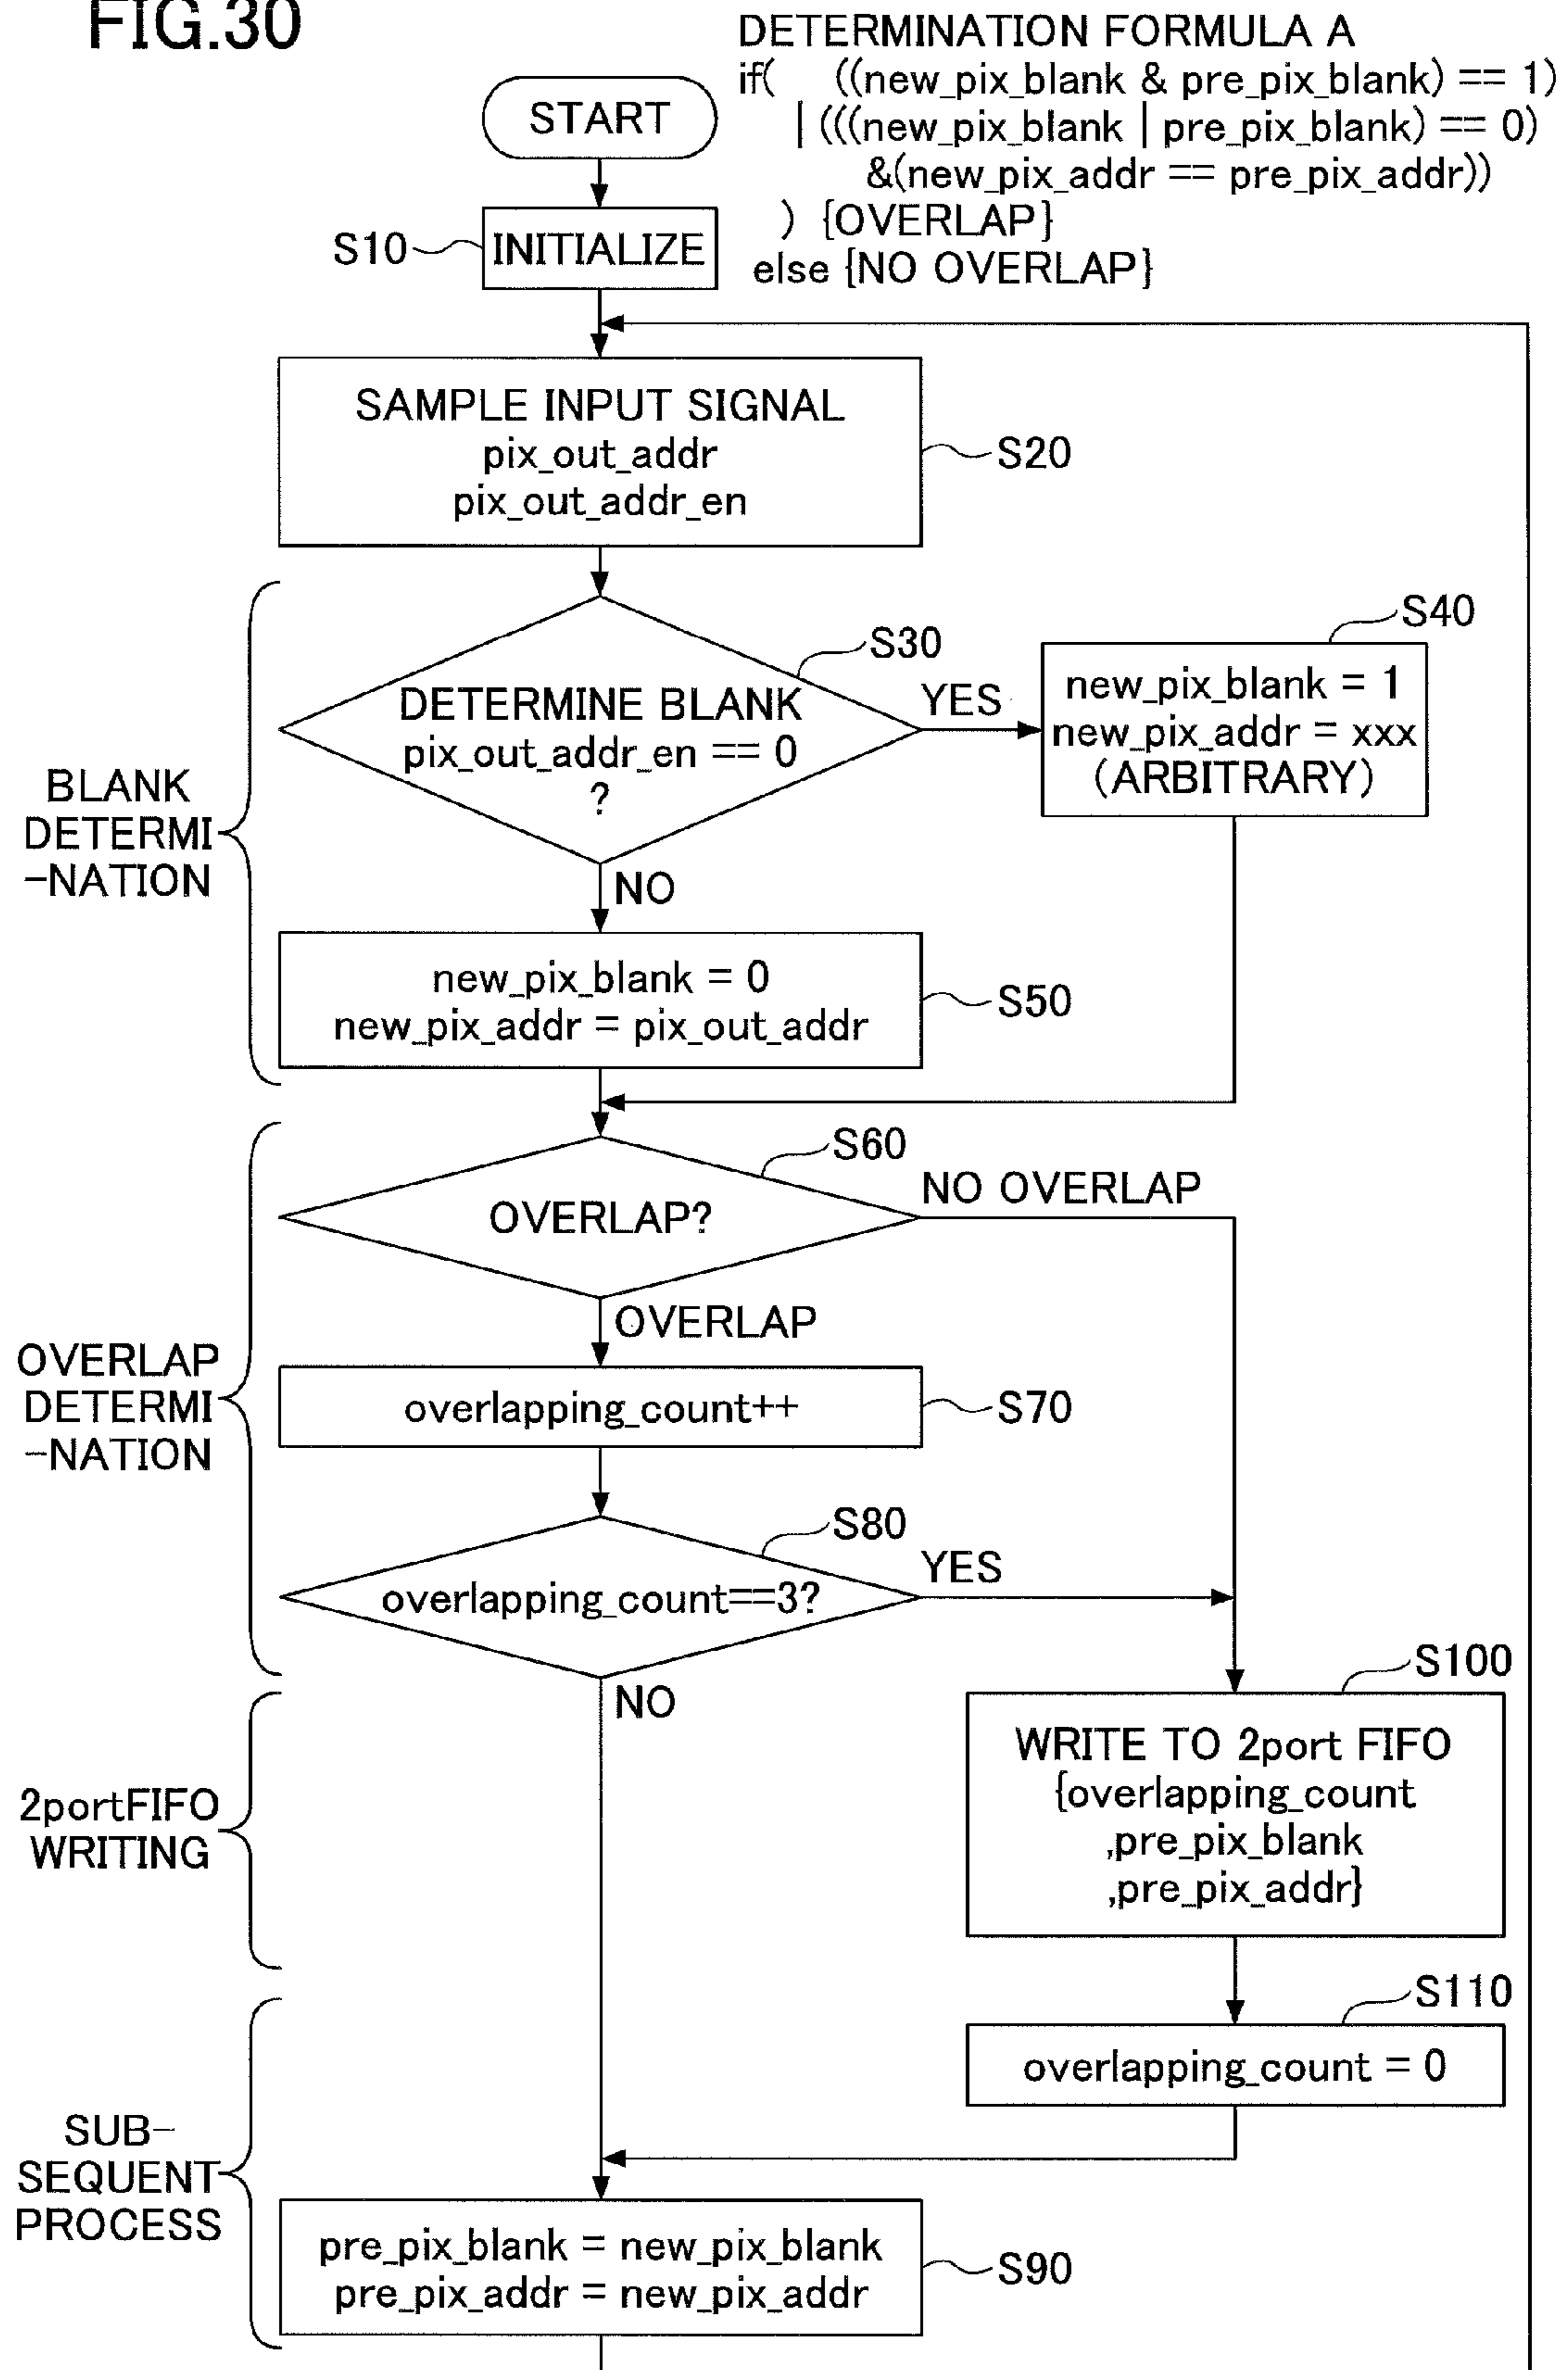 FIG.30
DETERMINATION FORMULA A
if( ((new_pix_blank & pre_pix_blank) == 1)
| (((new_pix_blank | pre_pix_blank) == 0)
&(new_pix_addr == pre_pix_addr))
) {OVERLAP}
else {NO OVERLAP}
START
S10
INITIALIZE
SAMPLE INPUT SIGNAL
pix_out_addr
pix_out_addr_en
S20
BLANK
DETERMI
-NATION
S30
DETERMINE BLANK
pix_out_addr_en == 0
?
YES
S40
new_pix_blank = 1
new_pix_addr = xxx
(ARBITRARY)
NO
new_pix_blank = 0
new_pix_addr = pix_out_addr
S50
OVERLAP
DETERMI
-NATION
S60
OVERLAP?
NO OVERLAP
OVERLAP
overlapping_count++
S70
S80
overlapping_count==3?
YES
NO
2portFIFO
WRITING
S100
WRITE TO 2port FIFO
{overlapping_count
,pre_pix_blank
,pre_pix_addr}
S110
overlapping_count = 0
SUB-
SEQUENT
PROCESS
pre_pix_blank = new_pix_blank
pre_pix_addr = new_pix_addr
S90